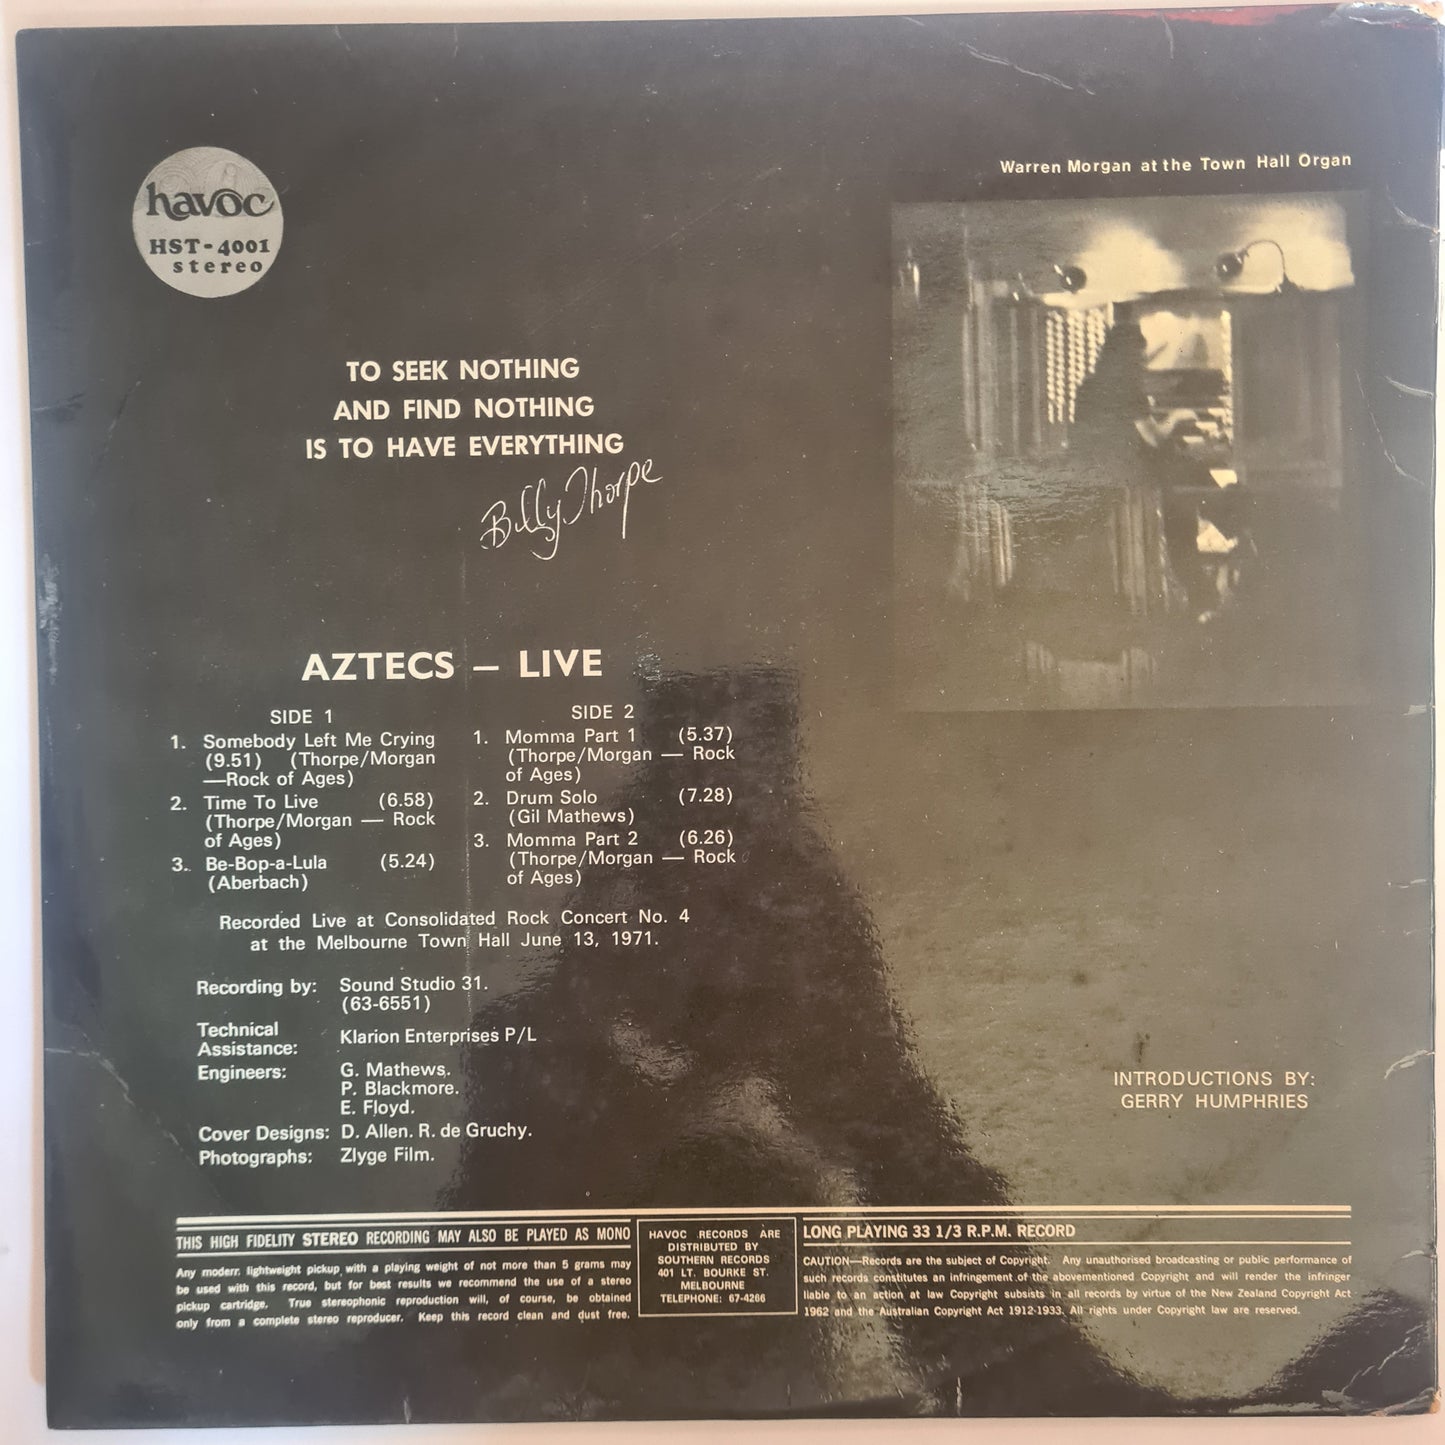 havoc
HST-4001
stereo
Warren Morgan at the Town Hall Organ
TO SEEK NOTHING
AND FIND NOTHING
IS TO HAVE EVERYTHING
Billy Thorpe
AZTECS – LIVE
SIDE 1
1. Somebody Left Me Crying
(9.51) (Thorpe/Morgan
—Rock of Ages)
2. Time To Live (6.58)
(Thorpe/Morgan — Rock
of Ages)
3. Be-Bop-a-Lula (5.24)
(Aberbach)
SIDE 2
1. Momma Part 1 (5.37)
(Thorpe/Morgan — Rock
of Ages)
2. Drum Solo (7.28)
(Gil Mathews)
3. Momma Part 2 (6.26)
(Thorpe/Morgan — Rock
of Ages)
Recorded Live at Consolidated Rock Concert No. 4
at the Melbourne Town Hall June 13, 1971.
Recording by: Sound Studio 31.
(63-6551)
Technical
Assistance: Klarion Enterprises P/L
Engineers: G. Mathews.
P. Blackmore.
E. Floyd.
Cover Designs: D. Allen. R. de Gruchy.
Photographs: Zlyge Film.
INTRODUCTIONS BY:
GERRY HUMPHRIES
THIS HIGH FIDELITY STEREO RECORDING MAY ALSO BE PLAYED AS MONO
Any modern lightweight pickup with a playing weight of not more than 5 grams may
be used with this record, but for best results we recommend the use of a stereo
pickup cartridge. True stereophonic reproduction will, of course, be obtained
only from a complete stereo reproducer. Keep this record clean and dust free.
HAVOC RECORDS ARE
DISTRIBUTED BY
SOUTHERN RECORDS
401 LT. BOURKE ST.
MELBOURNE
TELEPHONE: 67-4266
LONG PLAYING 33 1/3 R.P.M. RECORD
CAUTION—Records are the subject of Copyright. Any unauthorised broadcasting or public performance of
such records constitutes an infringement of the abovementioned Copyright and will render the infringer
liable to an action at law Copyright subsists in all records by virtue of the New Zealand Copyright Act
1962 and the Australian Copyright Act 1912-1933. All rights under Copyright law are reserved.